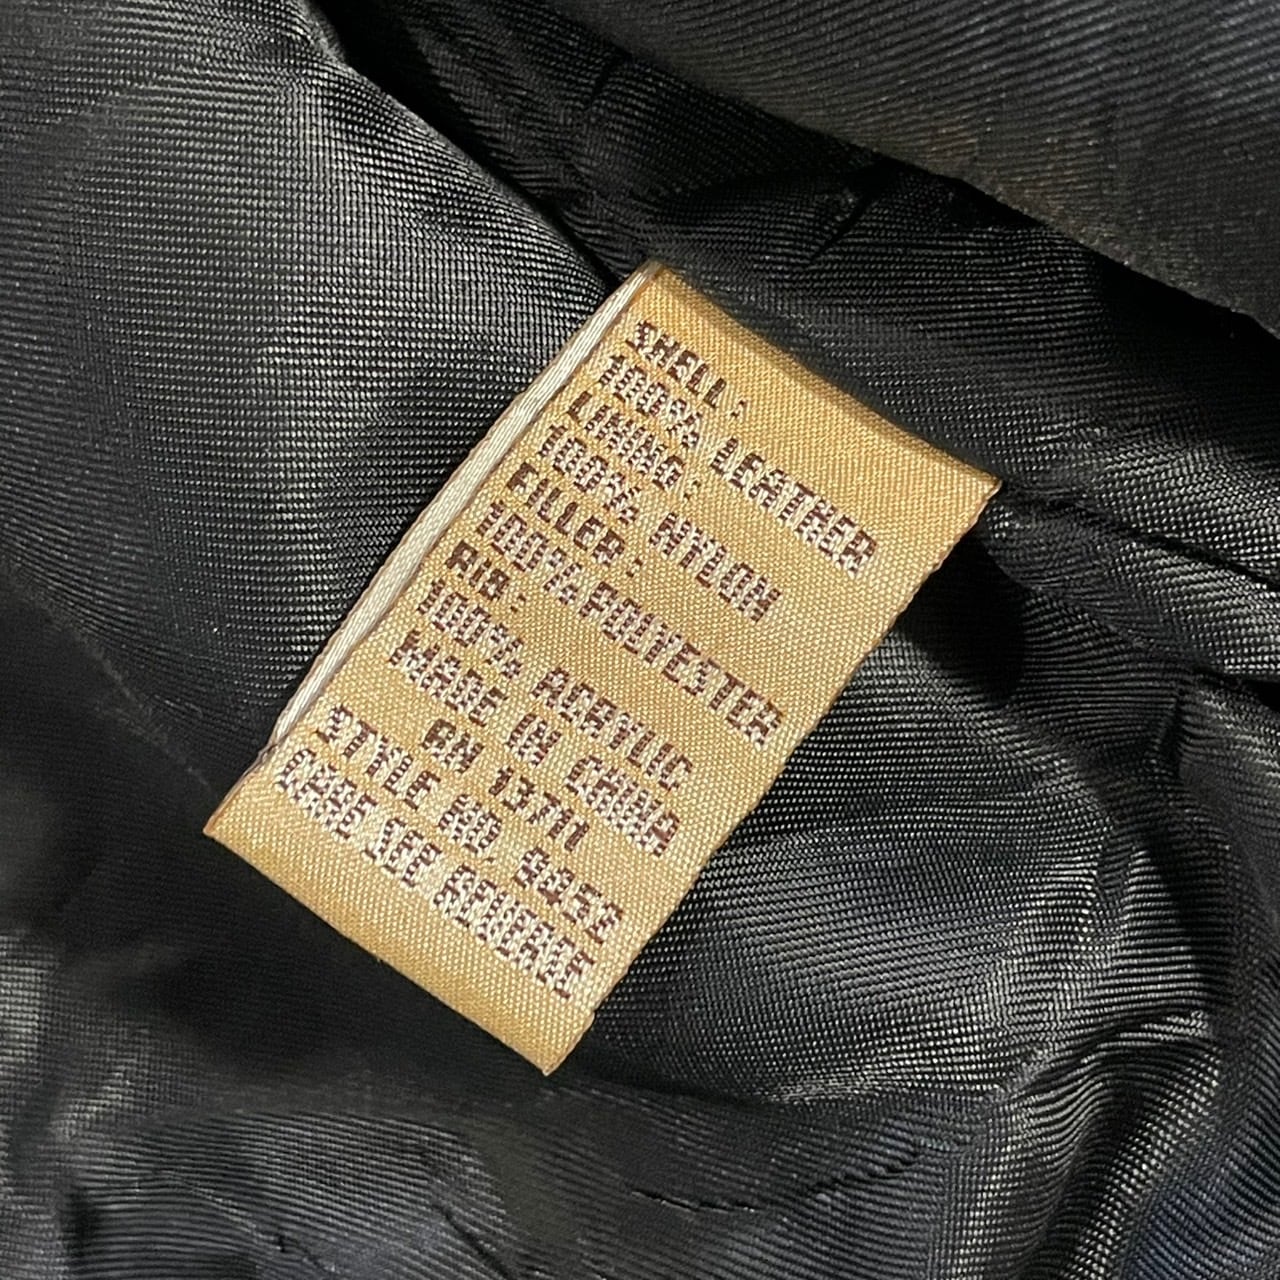 SHELL:
100% LEATHER
LINING:
100% NYLON
FILLER:
100% POLYESTER
RIB:
100% ACRYLIC
MADE IN CHINA
RN 13711
STYLE NO. 9452
CARE SEE REVERSE